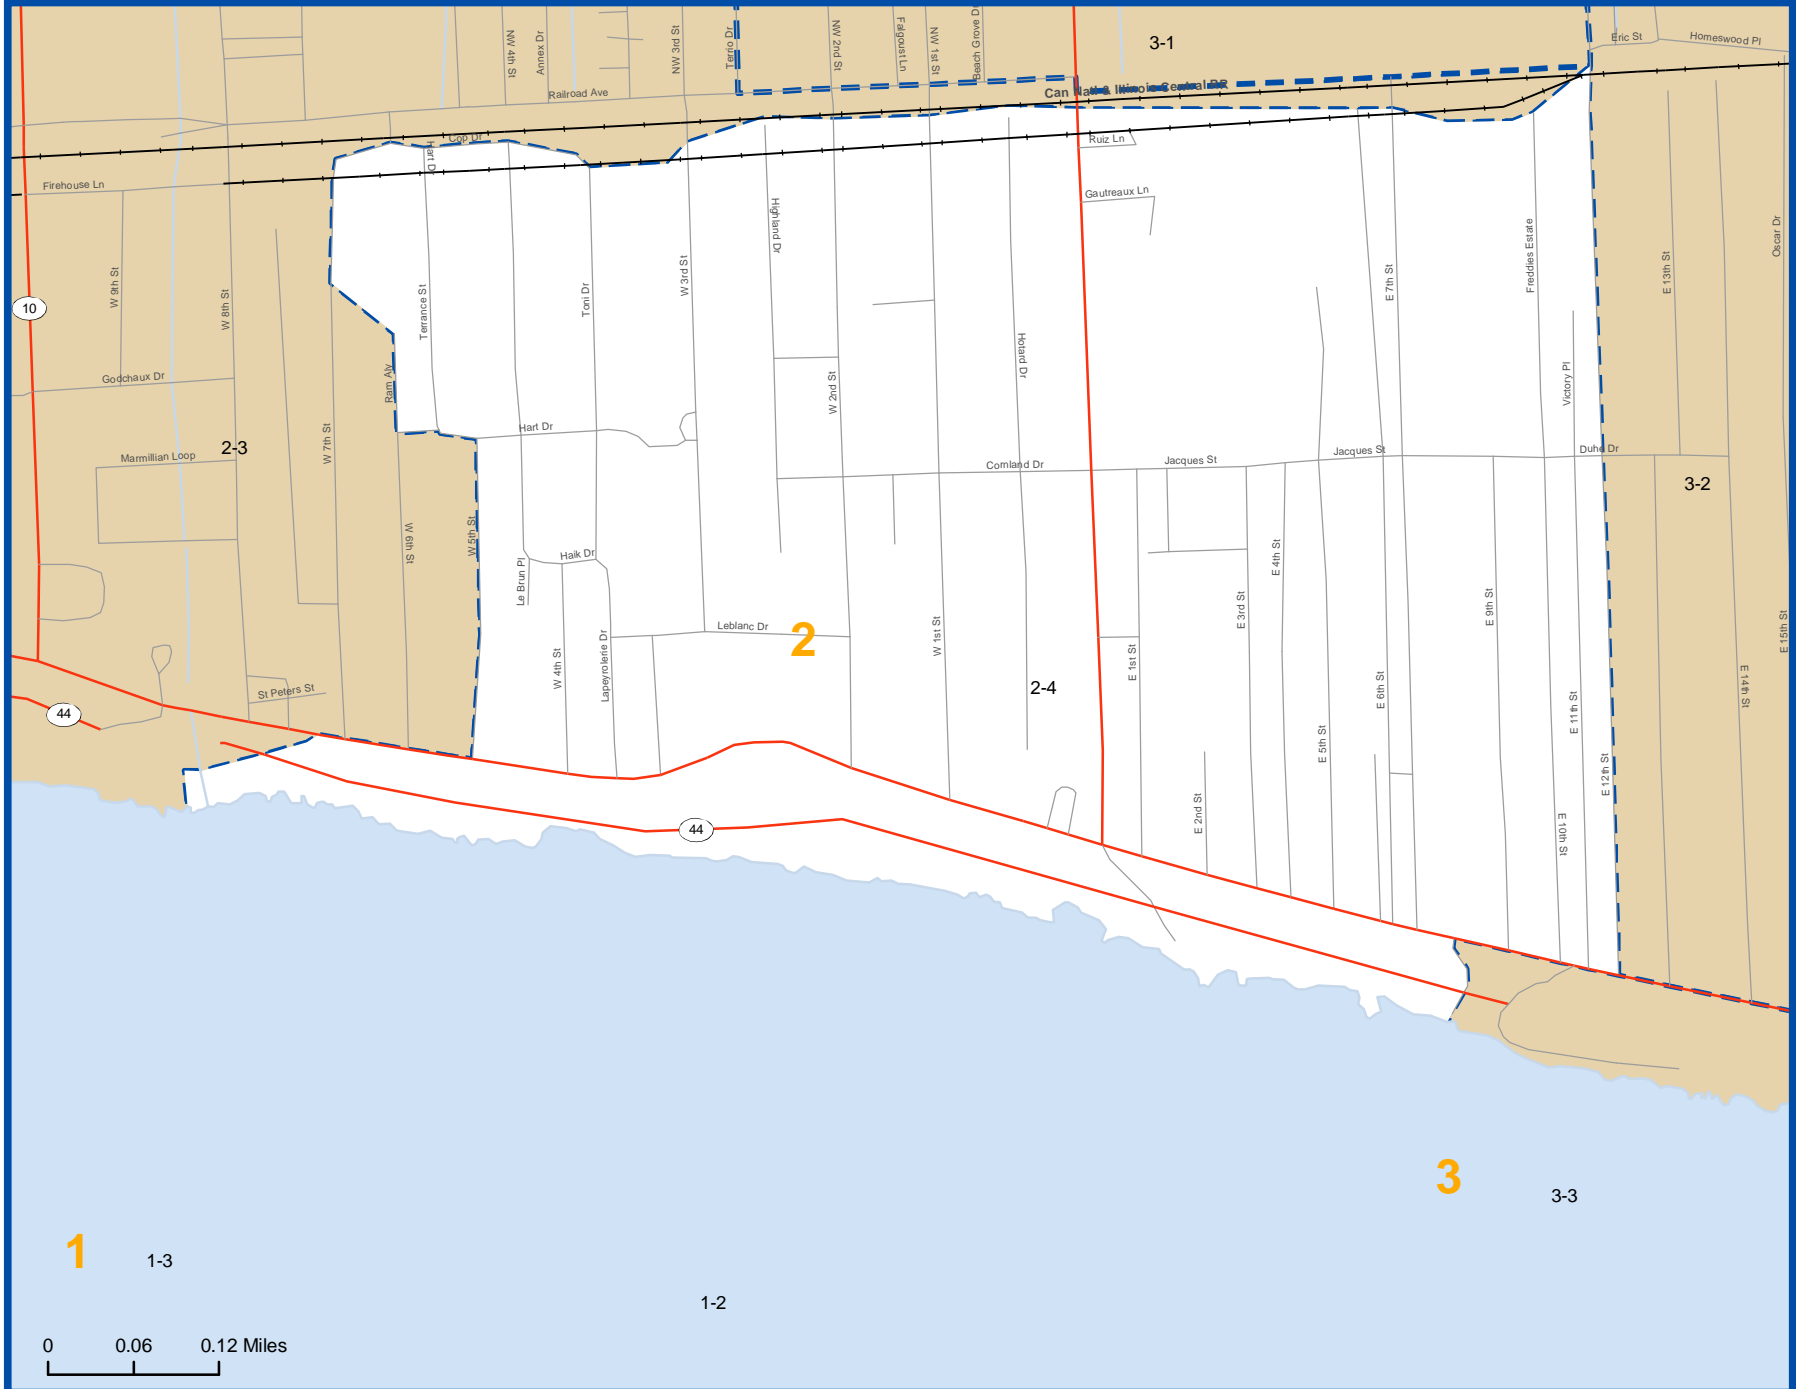 3-1
Eric St
Homeswood Pl
NW 4th St
Annex Dr
NW 3rd St
Terrio Dr
NW 2nd St
Falgoust Ln
NW 1st St
Beach Grove Dr
Railroad Ave
Can Natl & Illinois Central RR
Cop Dr
Hart Dr
Ruiz Ln
Firehouse Ln
Gautreaux Ln
Highland Dr
Freddies Estate
Oscar Dr
W 9th St
W 8th St
Terrance St
Toni Dr
W 3rd St
E 7th St
E 13th St
10
Ram Aly
W 2nd St
Hotard Dr
Victory Pl
Godchaux Dr
Hart Dr
W 7th St
2-3
Marmillian Loop
Cornland Dr
Jacques St
Jacques St
Duhe Dr
3-2
W 6th St
W 5th St
Haik Dr
Le Brun Pl
E 4th St
E 3rd St
E 9th St
E 15th St
Leblanc Dr
2
W 1st St
W 4th St
Lapeyrolerie Dr
E 1st St
2-4
E 6th St
E 14th St
St Peters St
E 11th St
44
E 5th St
E 12th St
E 2nd St
E 10th St
44
3
3-3
1
1-3
1-2
0 0.06 0.12 Miles